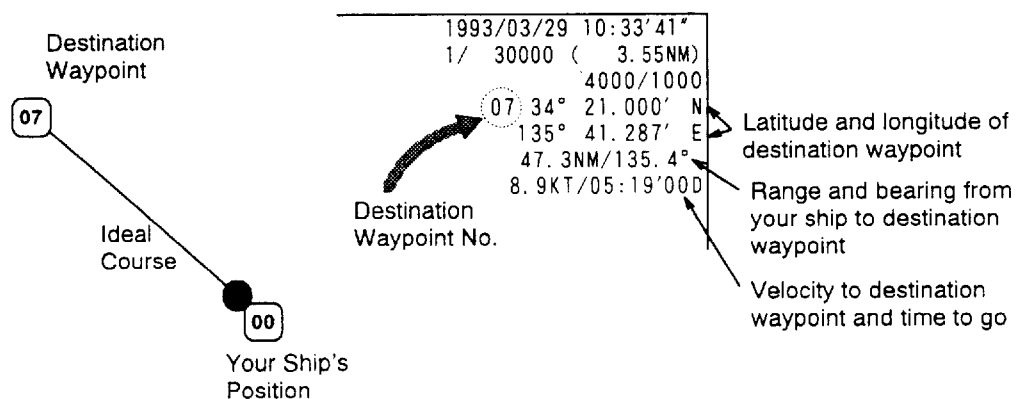 Destination
Waypoint
07
Ideal
Course
00
Your Ship's
Position
1993/03/29 10:33'41"
1/ 30000 ( 3.55NM)
4000/1000
07 34° 21.000' N
135° 41.287' E
47.3NM/135.4°
8.9KT/05:19'00D
Destination
Waypoint No.
Latitude and longitude of
destination waypoint
Range and bearing from
your ship to destination
waypoint
Velocity to destination
waypoint and time to go